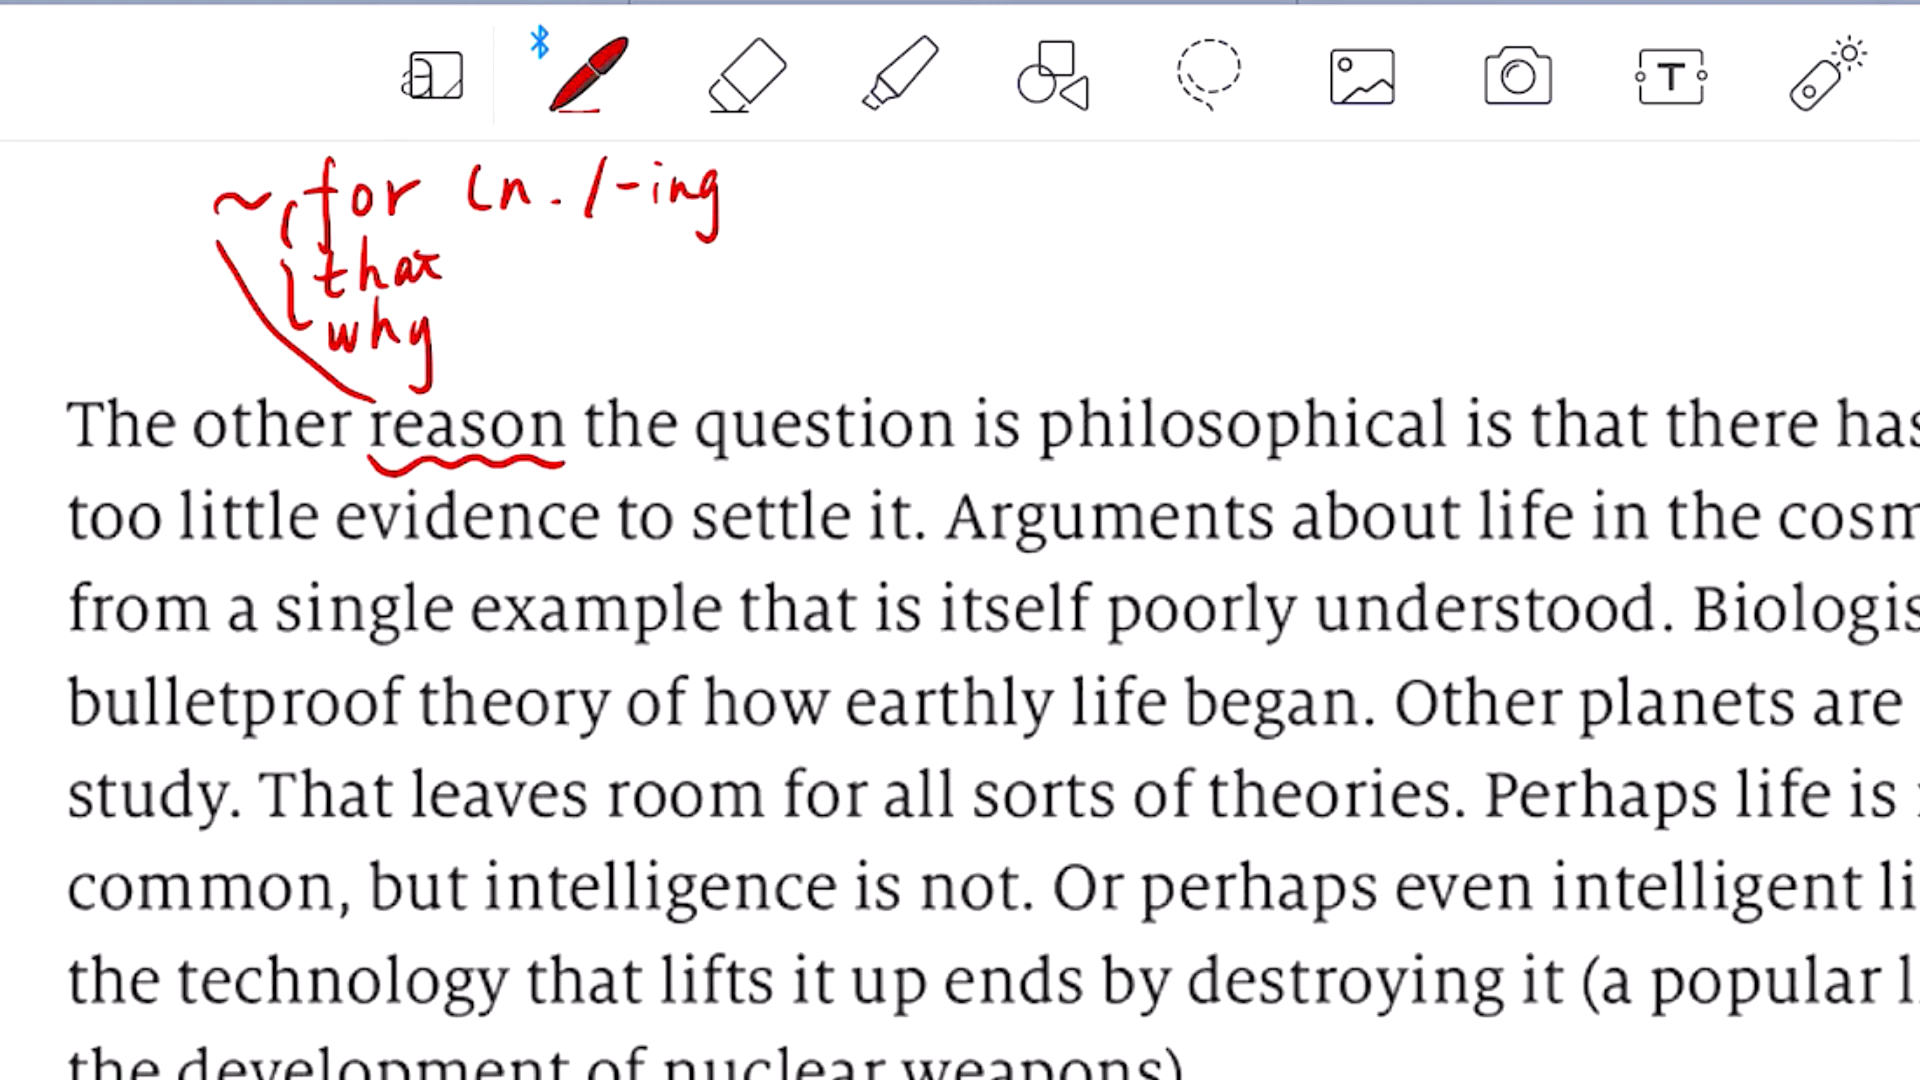 ~ for (n. /-ing
that
why
The other reason the question is philosophical is that there has
too little evidence to settle it. Arguments about life in the cosm
from a single example that is itself poorly understood. Biologis
bulletproof theory of how earthly life began. Other planets are
study. That leaves room for all sorts of theories. Perhaps life is
common, but intelligence is not. Or perhaps even intelligent li
the technology that lifts it up ends by destroying it (a popular l
the development of nuclear weapons)